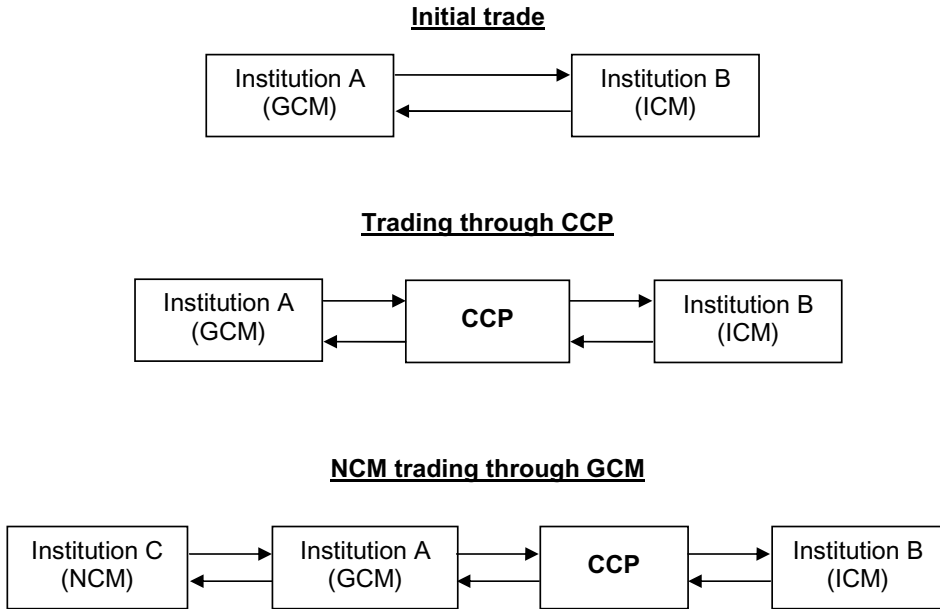 Initial trade
Institution A
(GCM)
Institution B
(ICM)
Trading through CCP
Institution A
(GCM)
CCP
Institution B
(ICM)
NCM trading through GCM
Institution C
(NCM)
Institution A
(GCM)
CCP
Institution B
(ICM)